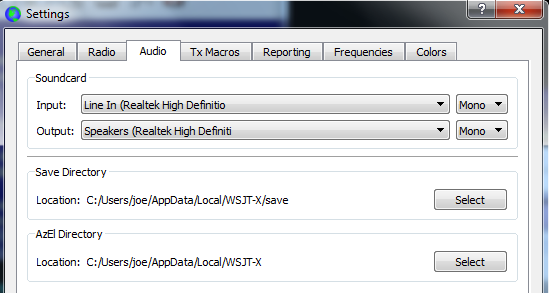 Settings
General Radio Audio Tx Macros Reporting Frequencies Colors
Soundcard
Input: Line In (Realtek High Definitio Mono
Output: Speakers (Realtek High Definiti Mono
Save Directory
Location: C:/Users/joe/AppData/Local/WSJT-X/save Select
AzEl Directory
Location: C:/Users/joe/AppData/Local/WSJT-X Select